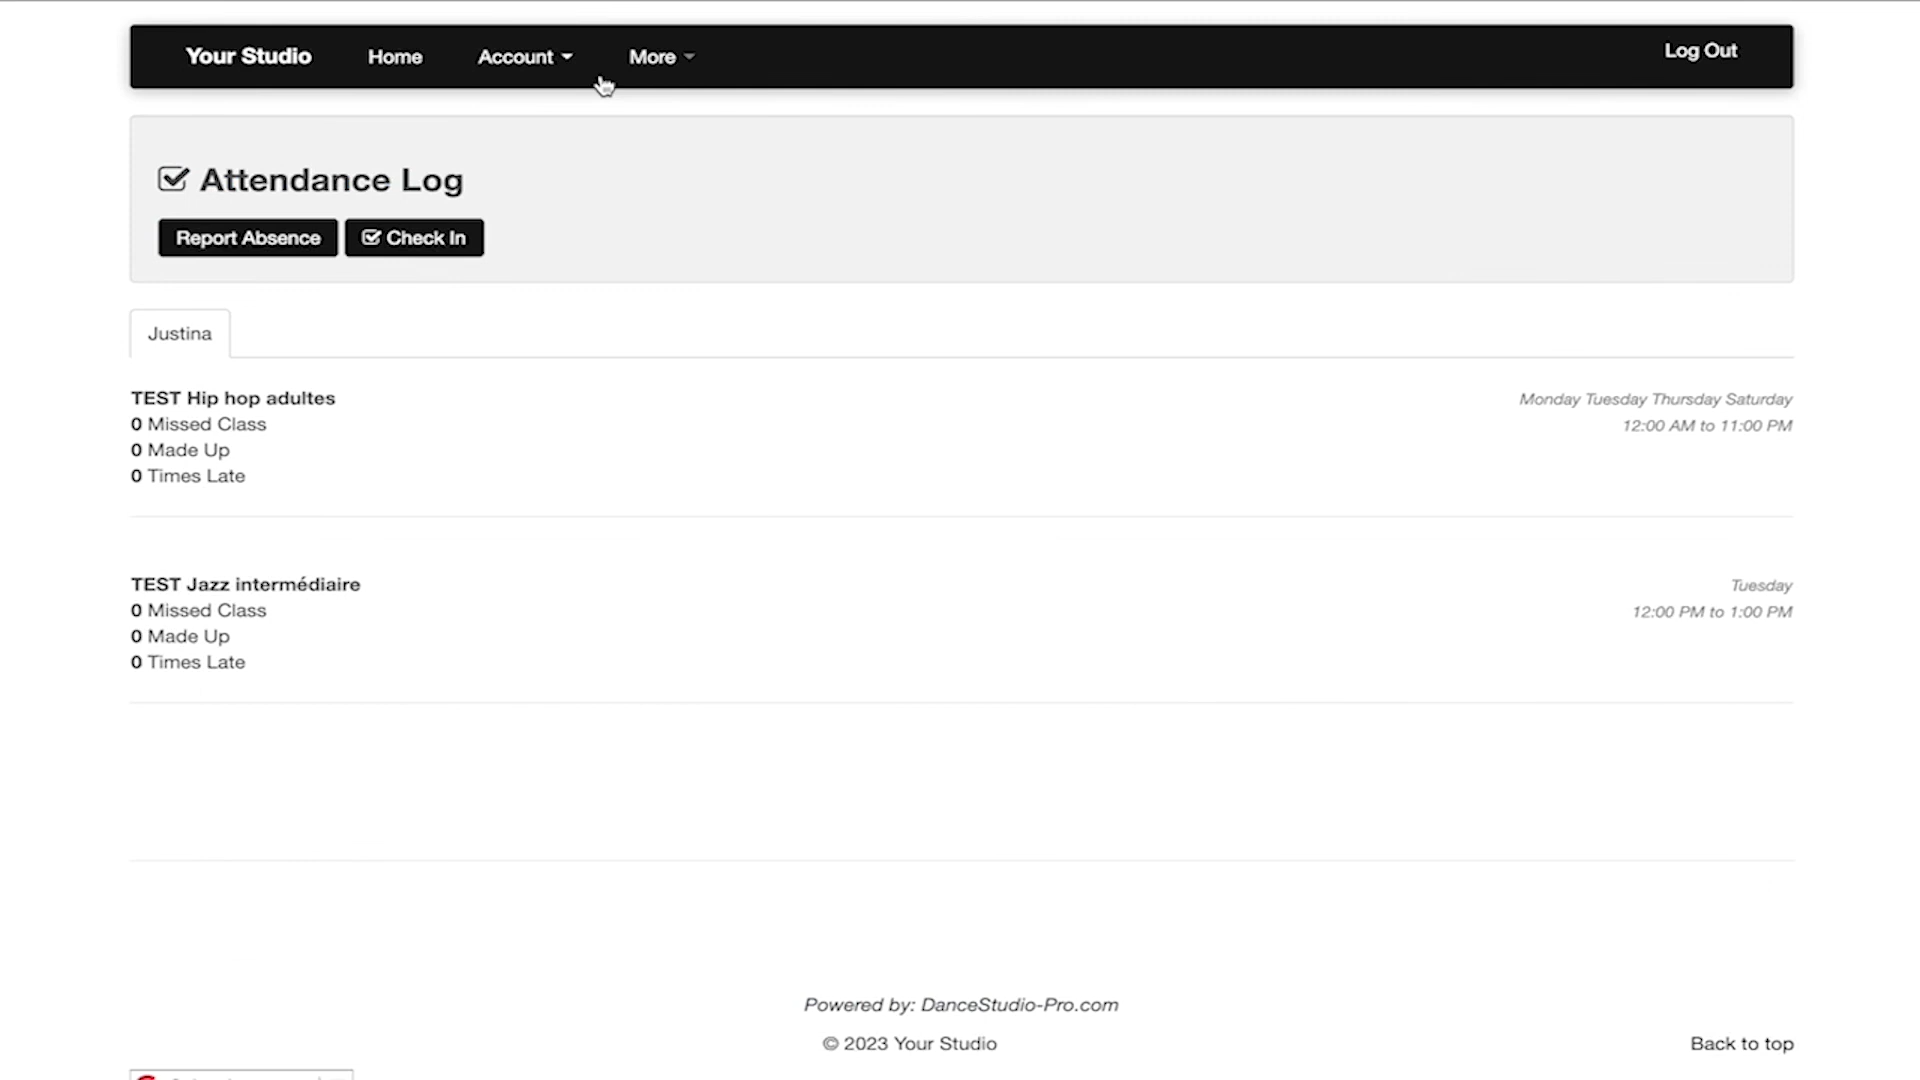 Your Studio Home Account More Log Out
Attendance Log
Report Absence Check In
Justina
TEST Hip hop adultes Monday Tuesday Thursday Saturday
0 Missed Class 12:00 AM to 11:00 PM
0 Made Up
0 Times Late
TEST Jazz intermédiaire Tuesday
0 Missed Class 12:00 PM to 1:00 PM
0 Made Up
0 Times Late
Powered by: DanceStudio-Pro.com
© 2023 Your Studio Back to top